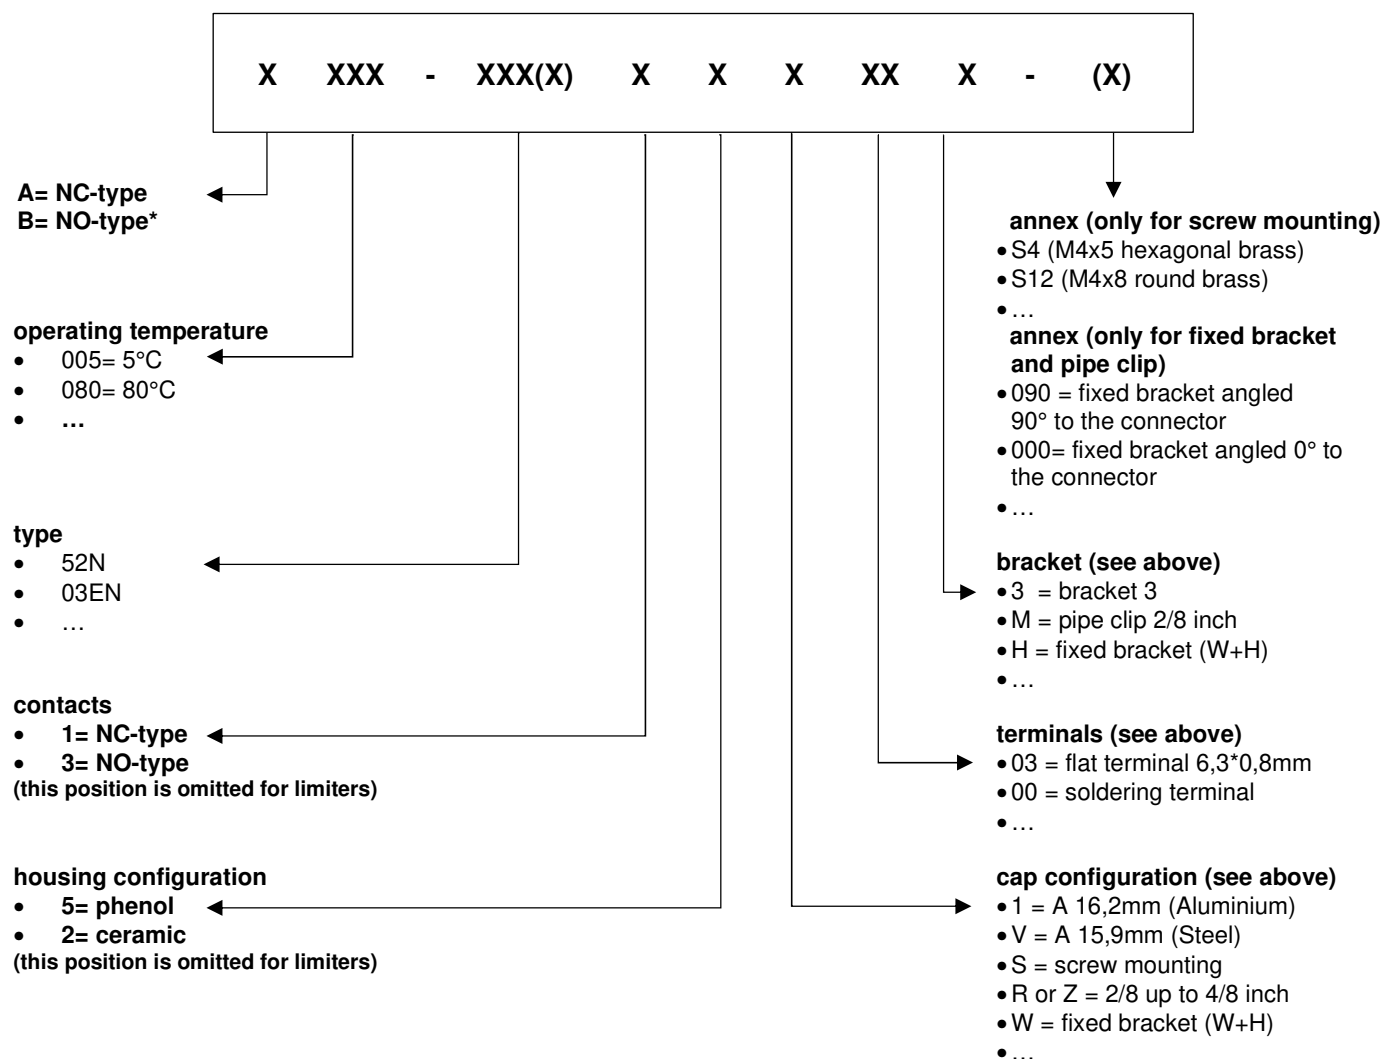 X XXX - XXX(X) X X X XX X - (X)
A= NC-type
B= NO-type*
operating temperature
• 005= 5°C
• 080= 80°C
• ...
type
• 52N
• 03EN
• ...
contacts
• 1= NC-type
• 3= NO-type
(this position is omitted for limiters)
housing configuration
• 5= phenol
• 2= ceramic
(this position is omitted for limiters)
annex (only for screw mounting)
• S4 (M4x5 hexagonal brass)
• S12 (M4x8 round brass)
• ...
annex (only for fixed bracket
and pipe clip)
• 090 = fixed bracket angled
90° to the connector
• 000= fixed bracket angled 0° to
the connector
• ...
bracket (see above)
• 3 = bracket 3
• M = pipe clip 2/8 inch
• H = fixed bracket (W+H)
• ...
terminals (see above)
• 03 = flat terminal 6,3*0,8mm
• 00 = soldering terminal
• ...
cap configuration (see above)
• 1 = A 16,2mm (Aluminium)
• V = A 15,9mm (Steel)
• S = screw mounting
• R or Z = 2/8 up to 4/8 inch
• W = fixed bracket (W+H)
• ...